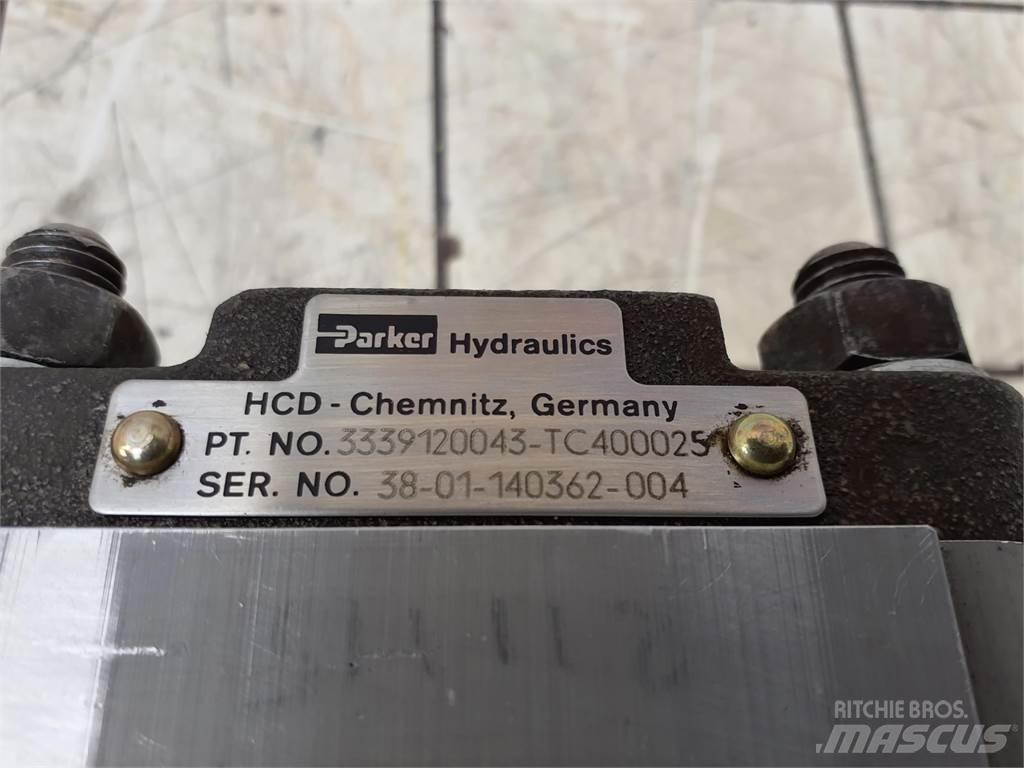 Parker Hydraulics
HCD - Chemnitz, Germany
PT. NO. 3339120043-TC400025
SER. NO. 38-01-140362-004
RITCHIE BROS.
MASCUS